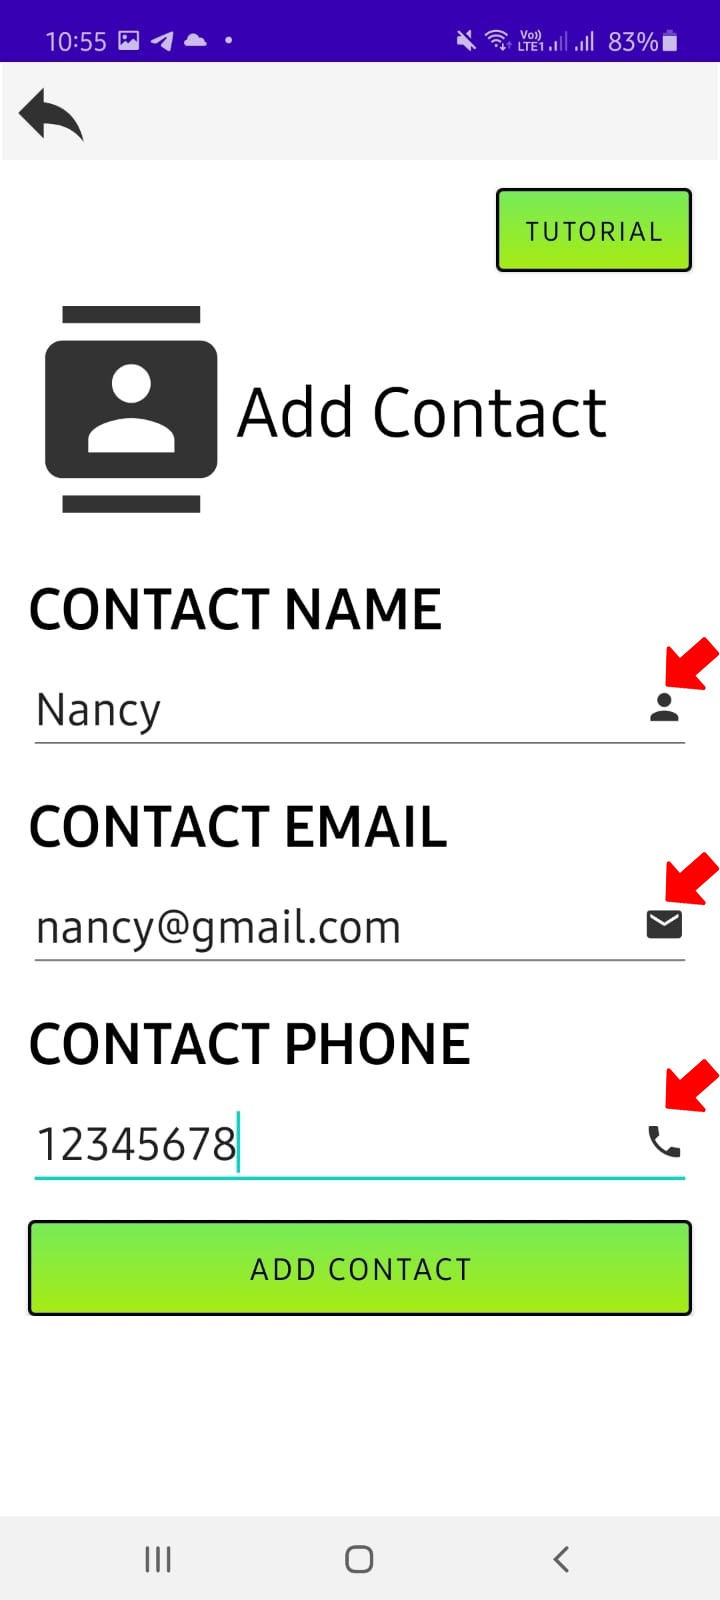 10:55
Vo)) LTE1 83%
TUTORIAL
Add Contact
CONTACT NAME
Nancy
CONTACT EMAIL
nancy@gmail.com
CONTACT PHONE
12345678
ADD CONTACT